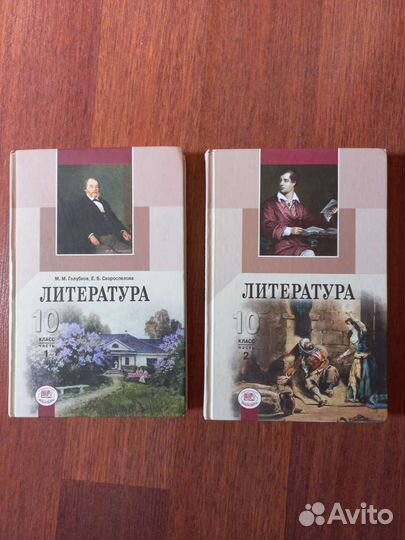 М. М. Голубков, Е. Б. Скороспелова
ЛИТЕРАТУРА
10
КЛАСС
ЧАСТЬ
1
ЛИТЕРАТУРА
10
КЛАСС
ЧАСТЬ
2
Avito